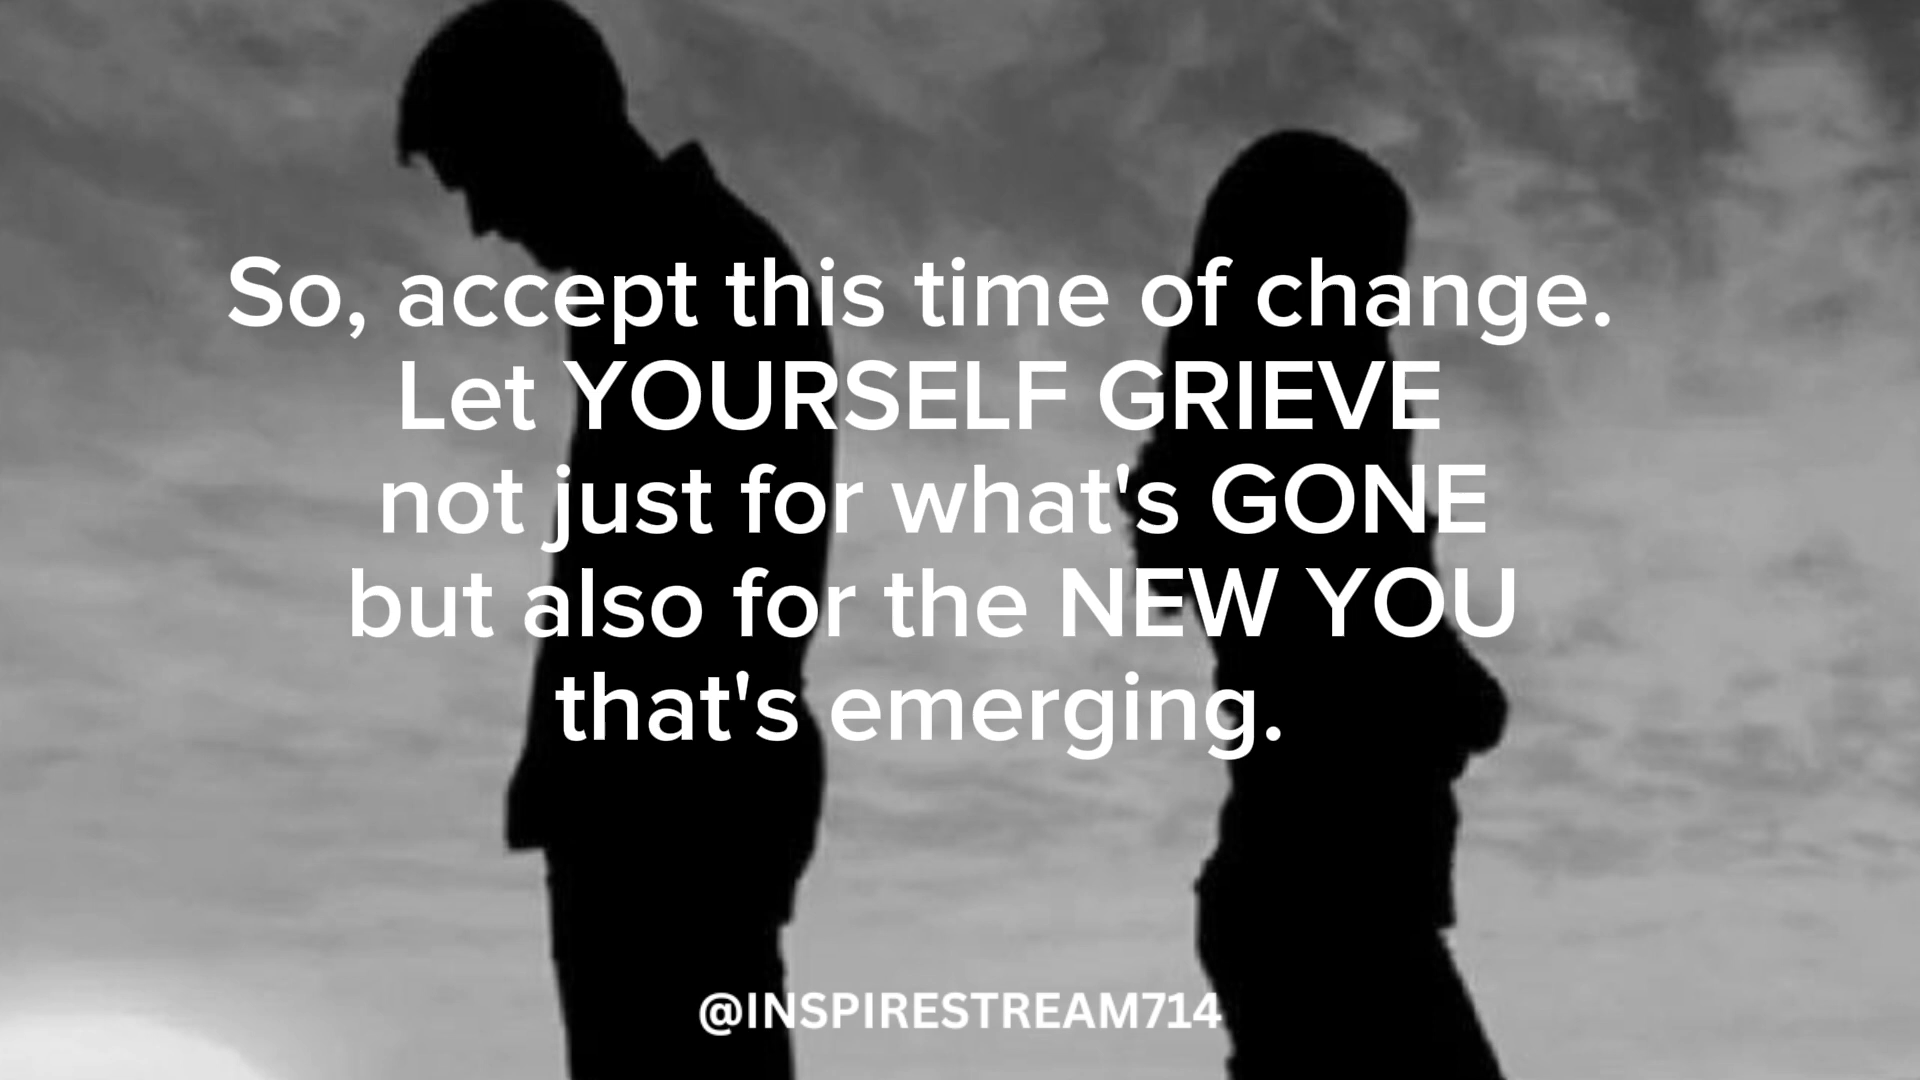 So, accept this time of change.
Let YOURSELF GRIEVE
not just for what's GONE
but also for the NEW YOU
that's emerging.
@INSPIRESTREAM714